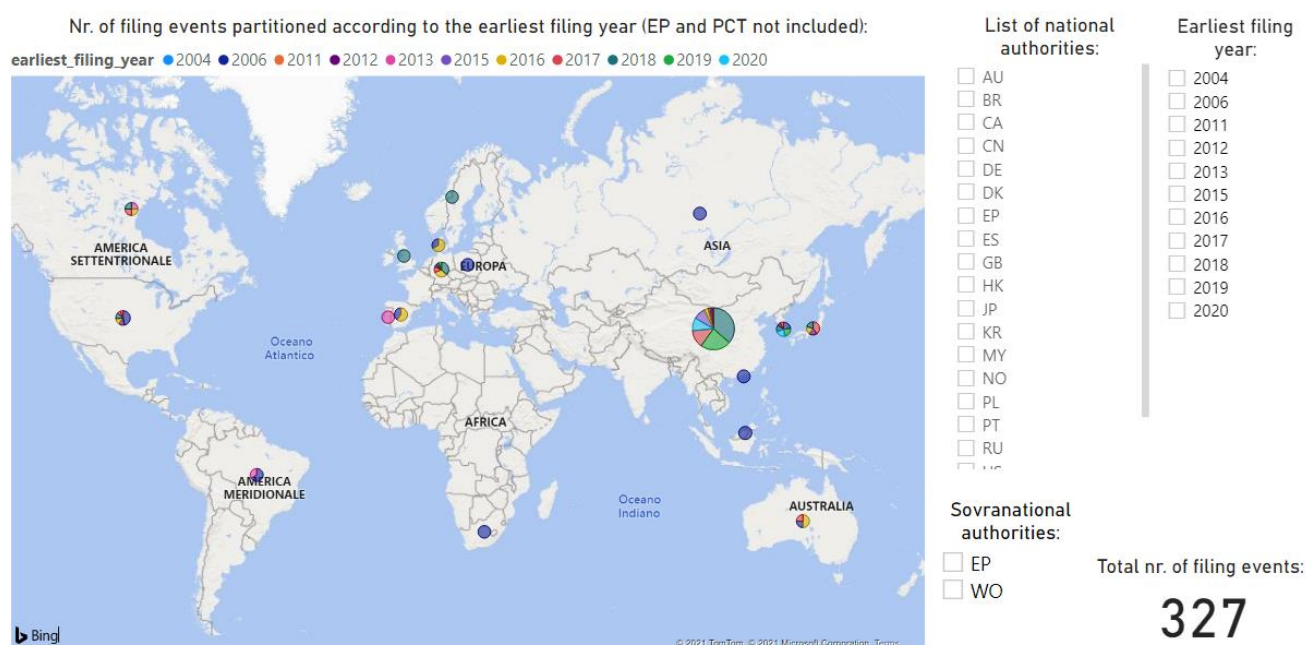 Nr. of filing events partitioned according to the earliest filing year (EP and PCT not included):
earliest_filing_year 2004 2006 2011 2012 2013 2015 2016 2017 2018 2019 2020
AMERICA
SETTENTRIONALE
Oceano
Atlantico
EUROPA
ASIA
AFRICA
AMERICA
MERIDIONALE
Oceano
Indiano
AUSTRALIA
Bing
© 2021 TomTom, © 2021 Microsoft Corporation, Terms
List of national
authorities:
AU
BR
CA
CN
DE
DK
EP
ES
GB
HK
JP
KR
MY
NO
PL
PT
RU
Earliest filing
year:
2004
2006
2011
2012
2013
2015
2016
2017
2018
2019
2020
Sovranational
authorities:
EP
WO
Total nr. of filing events:
327